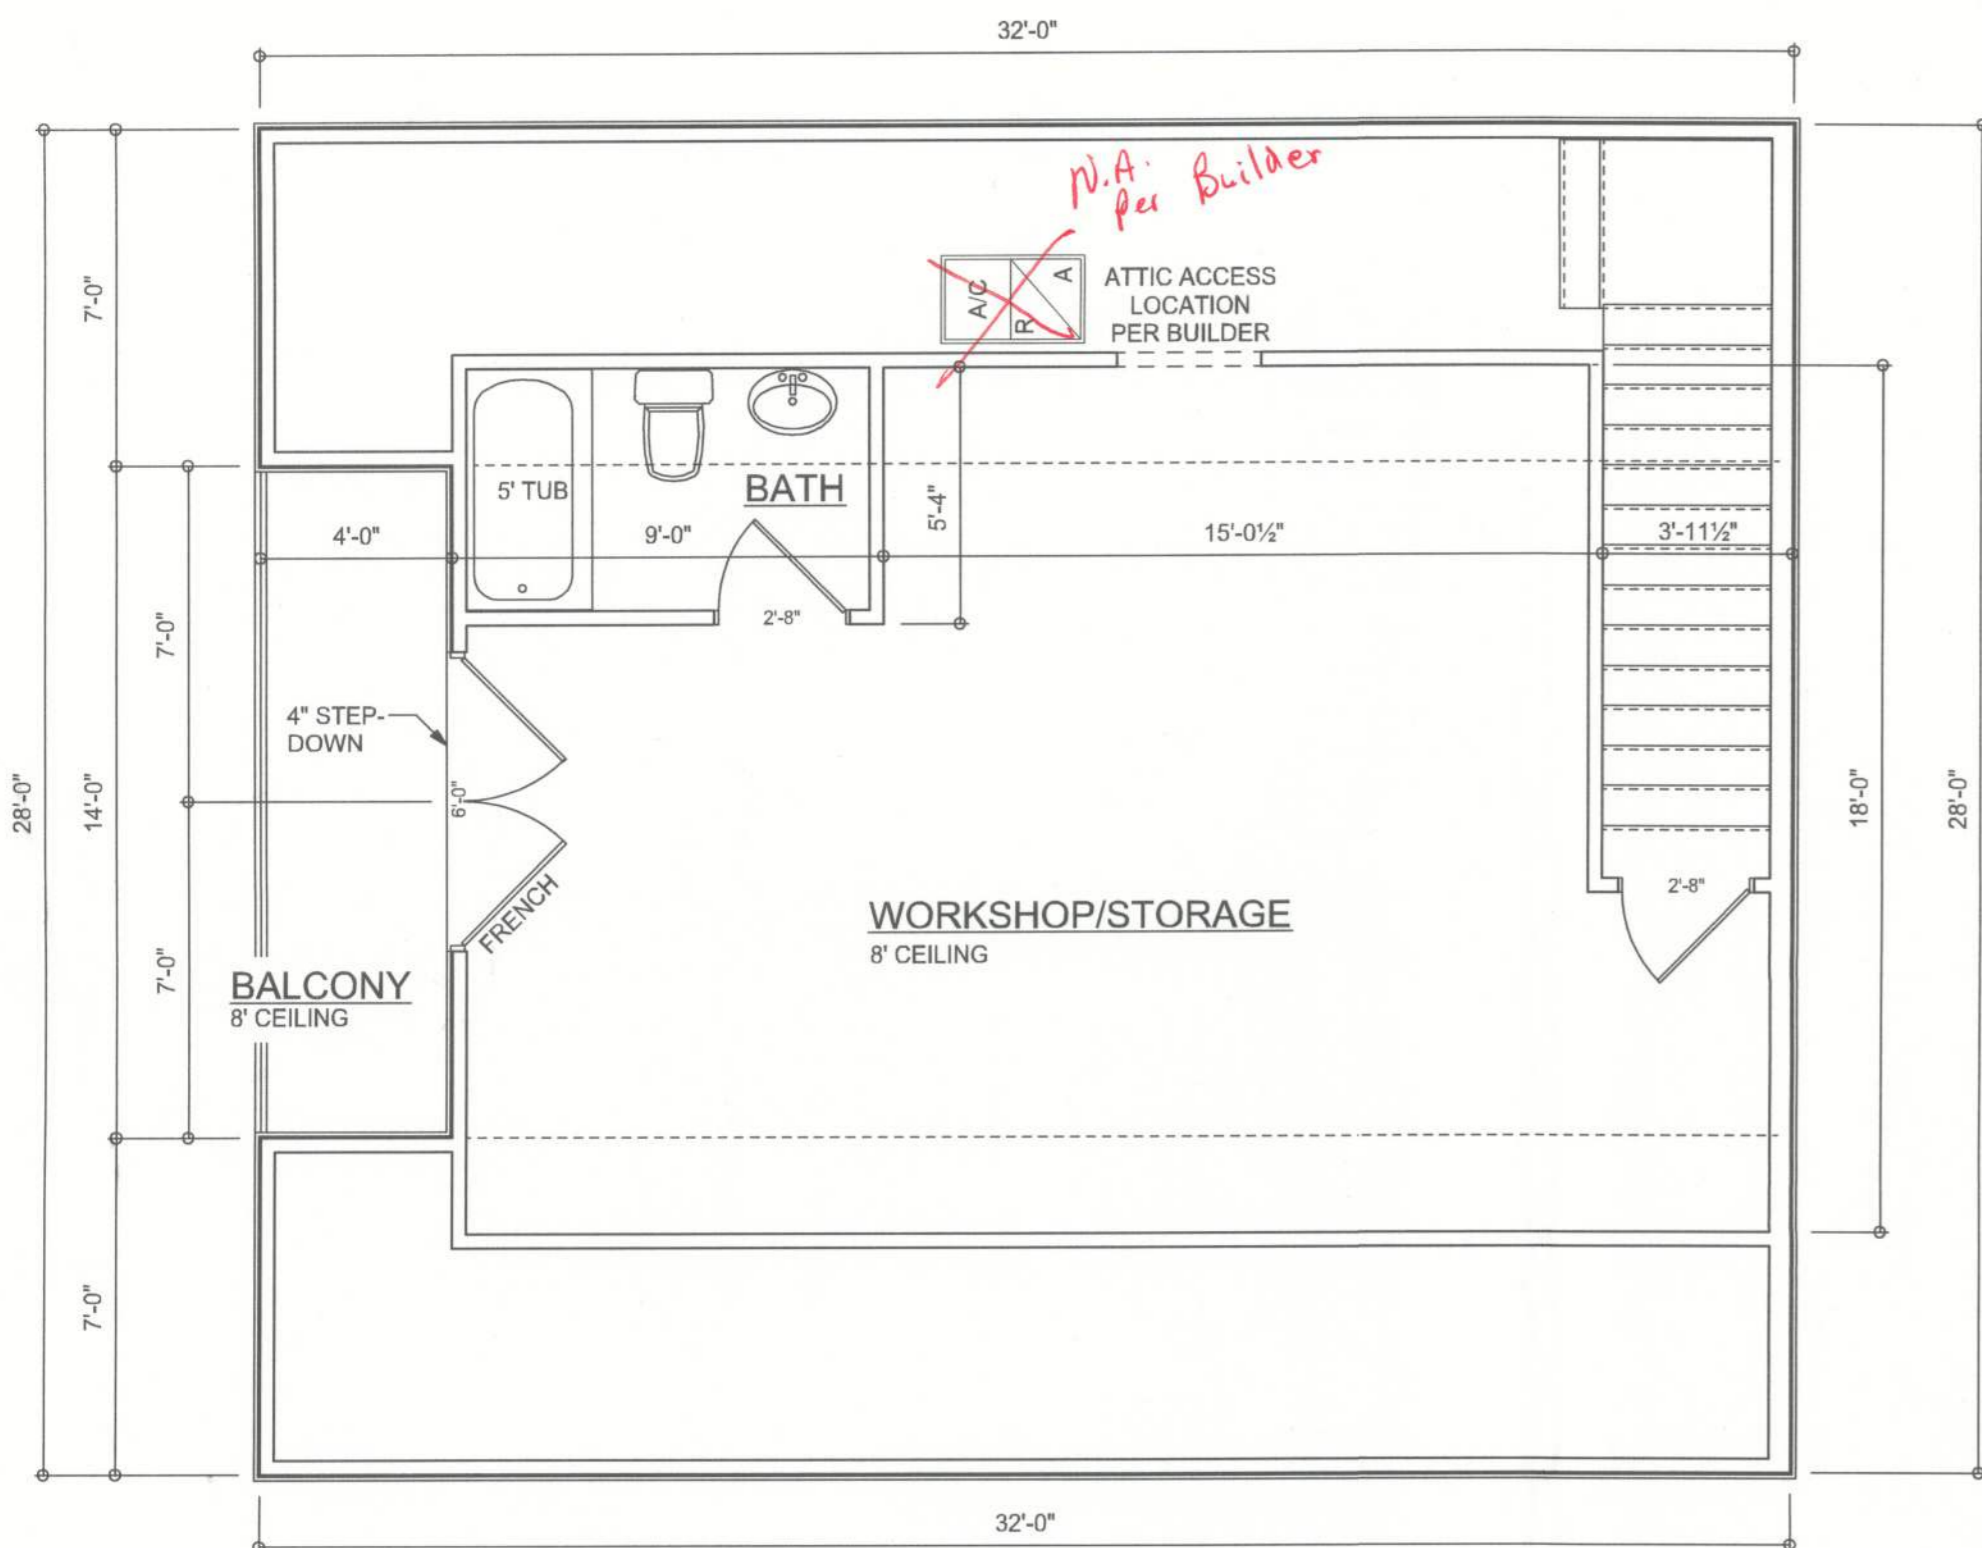 32'-0"
N.A.
Per Builder
A/C
A
R
ATTIC ACCESS
LOCATION
PER BUILDER
7'-0"
5' TUB
BATH
5'-4"
4'-0"
9'-0"
15'-0½"
3'-11½"
2'-8"
7'-0"
4" STEP-
DOWN
6'-0"
28'-0"
14'-0"
18'-0"
28'-0"
FRENCH
2'-8"
WORKSHOP/STORAGE
8' CEILING
7'-0"
BALCONY
8' CEILING
7'-0"
32'-0"